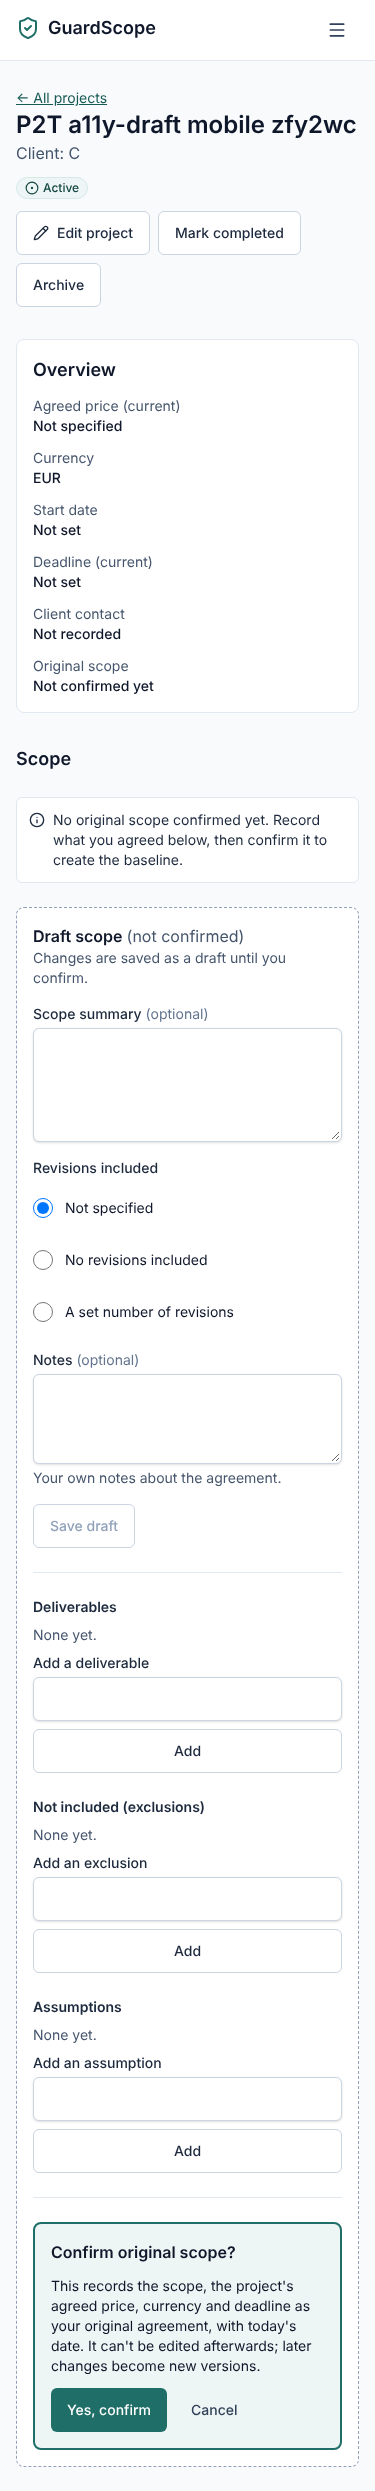 GuardScope
← All projects
P2T a11y-draft mobile zfy2wc
Client: C
Active
Edit project
Mark completed
Archive
Overview
Agreed price (current)
Not specified
Currency
EUR
Start date
Not set
Deadline (current)
Not set
Client contact
Not recorded
Original scope
Not confirmed yet
Scope
No original scope confirmed yet. Record
what you agreed below, then confirm it to
create the baseline.
Draft scope (not confirmed)
Changes are saved as a draft until you
confirm.
Scope summary (optional)
Revisions included
Not specified
No revisions included
A set number of revisions
Notes (optional)
Your own notes about the agreement.
Save draft
Deliverables
None yet.
Add a deliverable
Add
Not included (exclusions)
None yet.
Add an exclusion
Add
Assumptions
None yet.
Add an assumption
Add
Confirm original scope?
This records the scope, the project's
agreed price, currency and deadline as
your original agreement, with today's
date. It can't be edited afterwards; later
changes become new versions.
Yes, confirm
Cancel